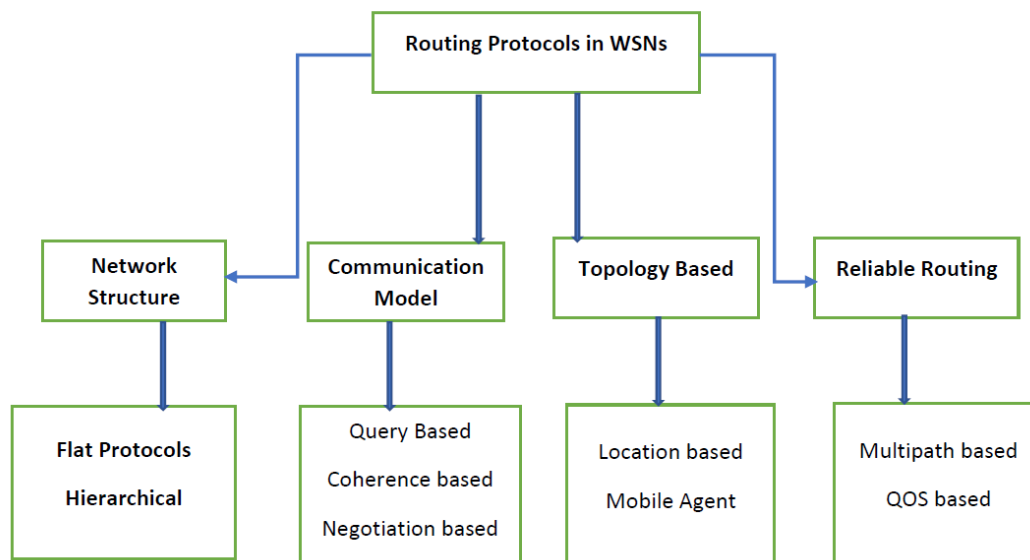 Routing Protocols in WSNs
Network
Structure
Communication
Model
Topology Based
Reliable Routing
Flat Protocols
Hierarchical
Query Based
Coherence based
Negotiation based
Location based
Mobile Agent
Multipath based
QOS based